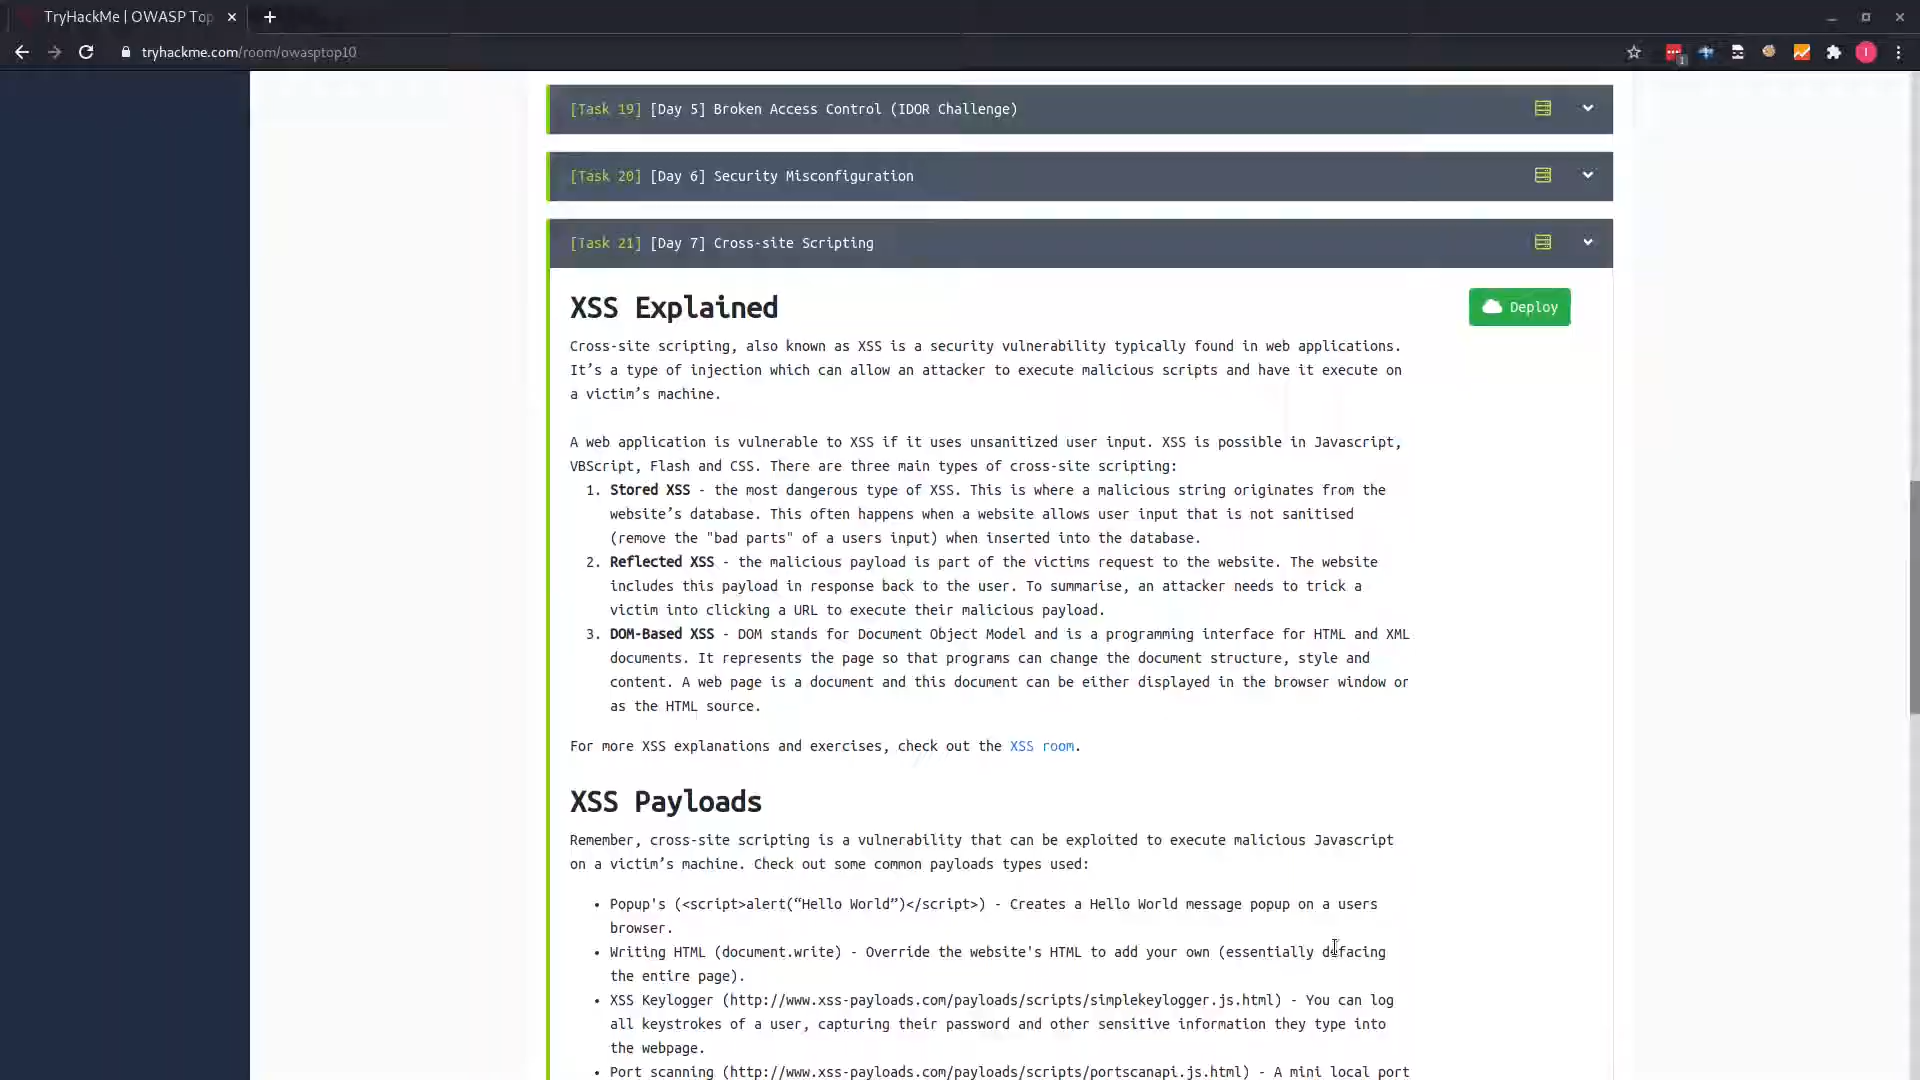 TryHackMe | OWASP Top
tryhackme.com/room/owasptop10
1
I
[Task 19] [Day 5] Broken Access Control (IDOR Challenge)
[Task 20] [Day 6] Security Misconfiguration
[Task 21] [Day 7] Cross-site Scripting
XSS Explained
Deploy
Cross-site scripting, also known as XSS is a security vulnerability typically found in web applications.
It’s a type of injection which can allow an attacker to execute malicious scripts and have it execute on
a victim’s machine.
A web application is vulnerable to XSS if it uses unsanitized user input. XSS is possible in Javascript,
VBScript, Flash and CSS. There are three main types of cross-site scripting:
1. Stored XSS - the most dangerous type of XSS. This is where a malicious string originates from the
website’s database. This often happens when a website allows user input that is not sanitised
(remove the "bad parts" of a users input) when inserted into the database.
2. Reflected XSS - the malicious payload is part of the victims request to the website. The website
includes this payload in response back to the user. To summarise, an attacker needs to trick a
victim into clicking a URL to execute their malicious payload.
3. DOM-Based XSS - DOM stands for Document Object Model and is a programming interface for HTML and XML
documents. It represents the page so that programs can change the document structure, style and
content. A web page is a document and this document can be either displayed in the browser window or
as the HTML source.
For more XSS explanations and exercises, check out the XSS room.
XSS Payloads
Remember, cross-site scripting is a vulnerability that can be exploited to execute malicious Javascript
on a victim’s machine. Check out some common payloads types used:
• Popup's (<script>alert(“Hello World”)</script>) - Creates a Hello World message popup on a users
browser.
• Writing HTML (document.write) - Override the website's HTML to add your own (essentially defacing
the entire page).
• XSS Keylogger (http://www.xss-payloads.com/payloads/scripts/simplekeylogger.js.html) - You can log
all keystrokes of a user, capturing their password and other sensitive information they type into
the webpage.
• Port scanning (http://www.xss-payloads.com/payloads/scripts/portscanapi.js.html) - A mini local port